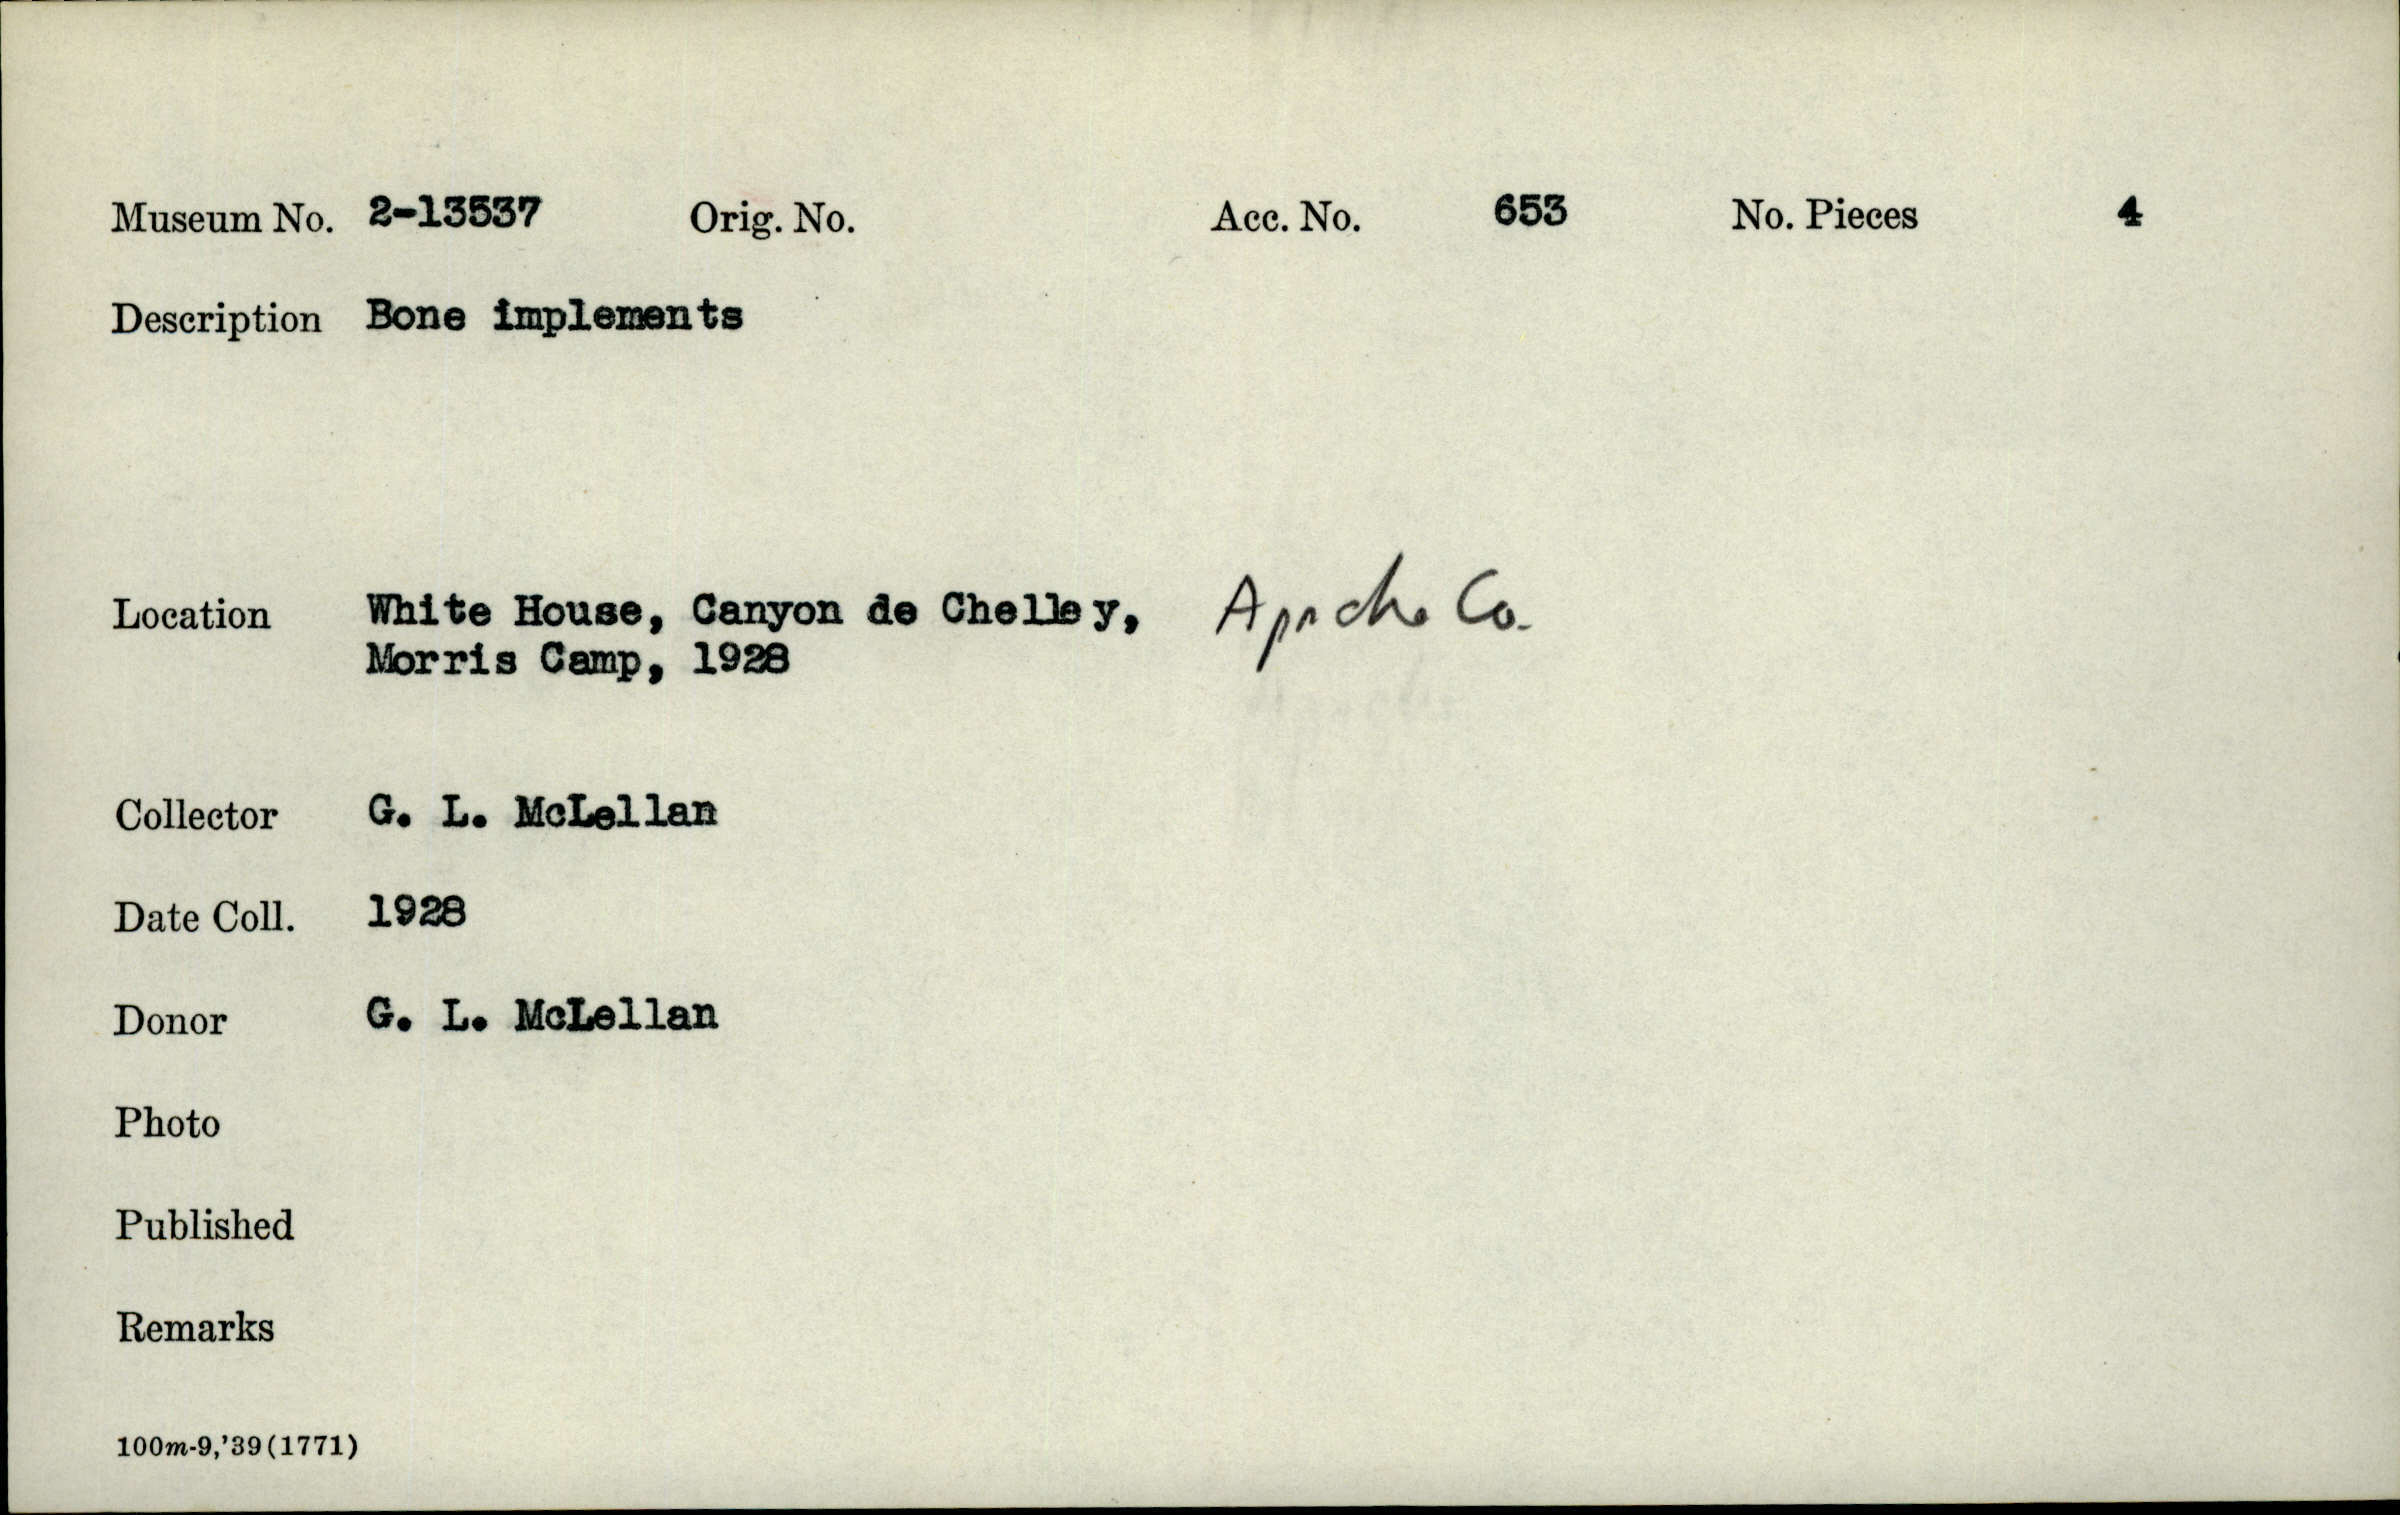 Museum No. 2-13537 Orig. No. Acc. No. 653 No. Pieces 4
Description Bone implements
Location White House, Canyon de Chelley, Apache Co.
Morris Camp, 1928
Collector G. L. McLellan
Date Coll. 1928
Donor G. L. McLellan
Photo
Published
Remarks
100m-9,'39(1771)